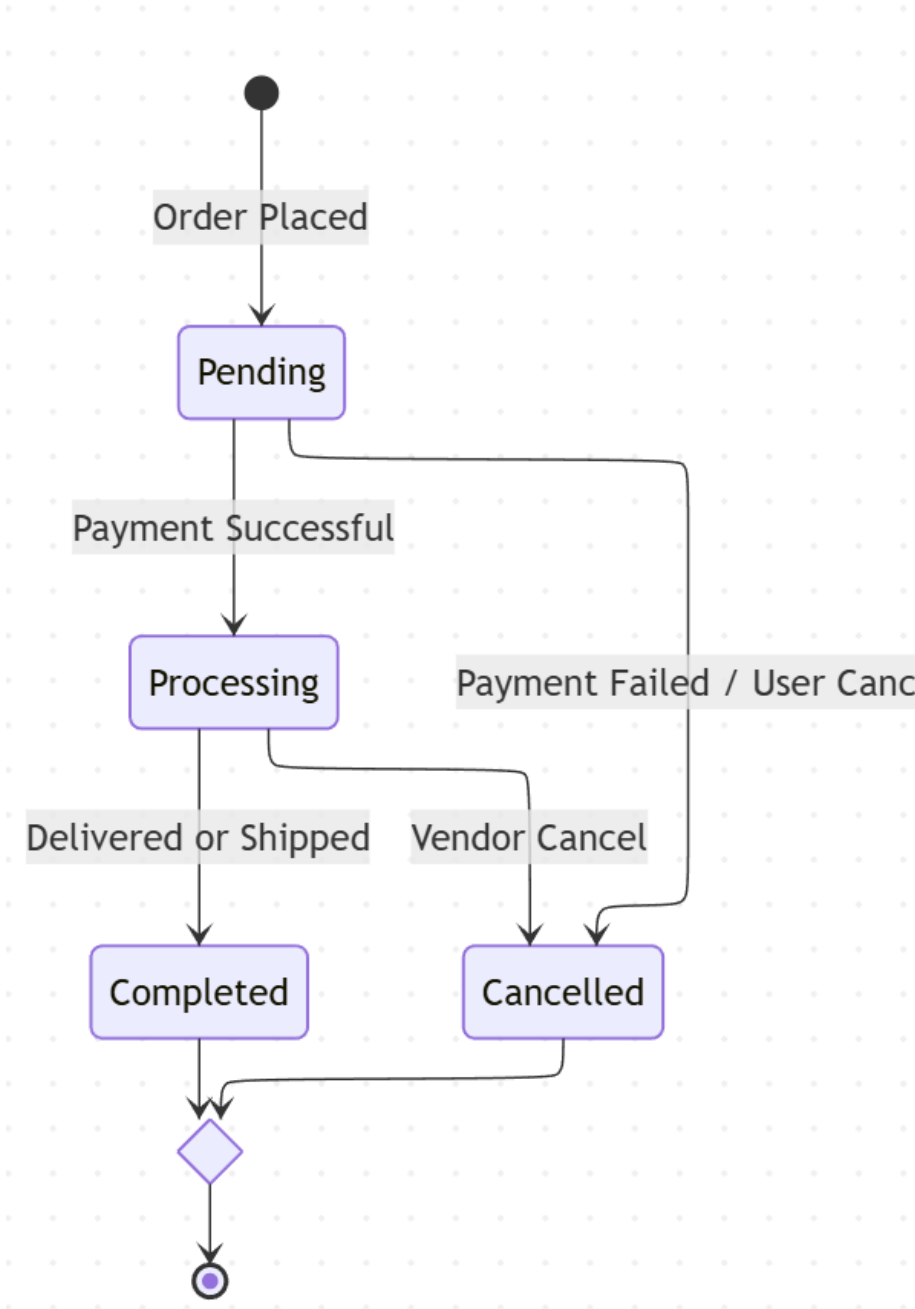 Order Placed
Pending
Payment Successful
Processing
Payment Failed / User Canc
Delivered or Shipped
Vendor Cancel
Completed
Cancelled